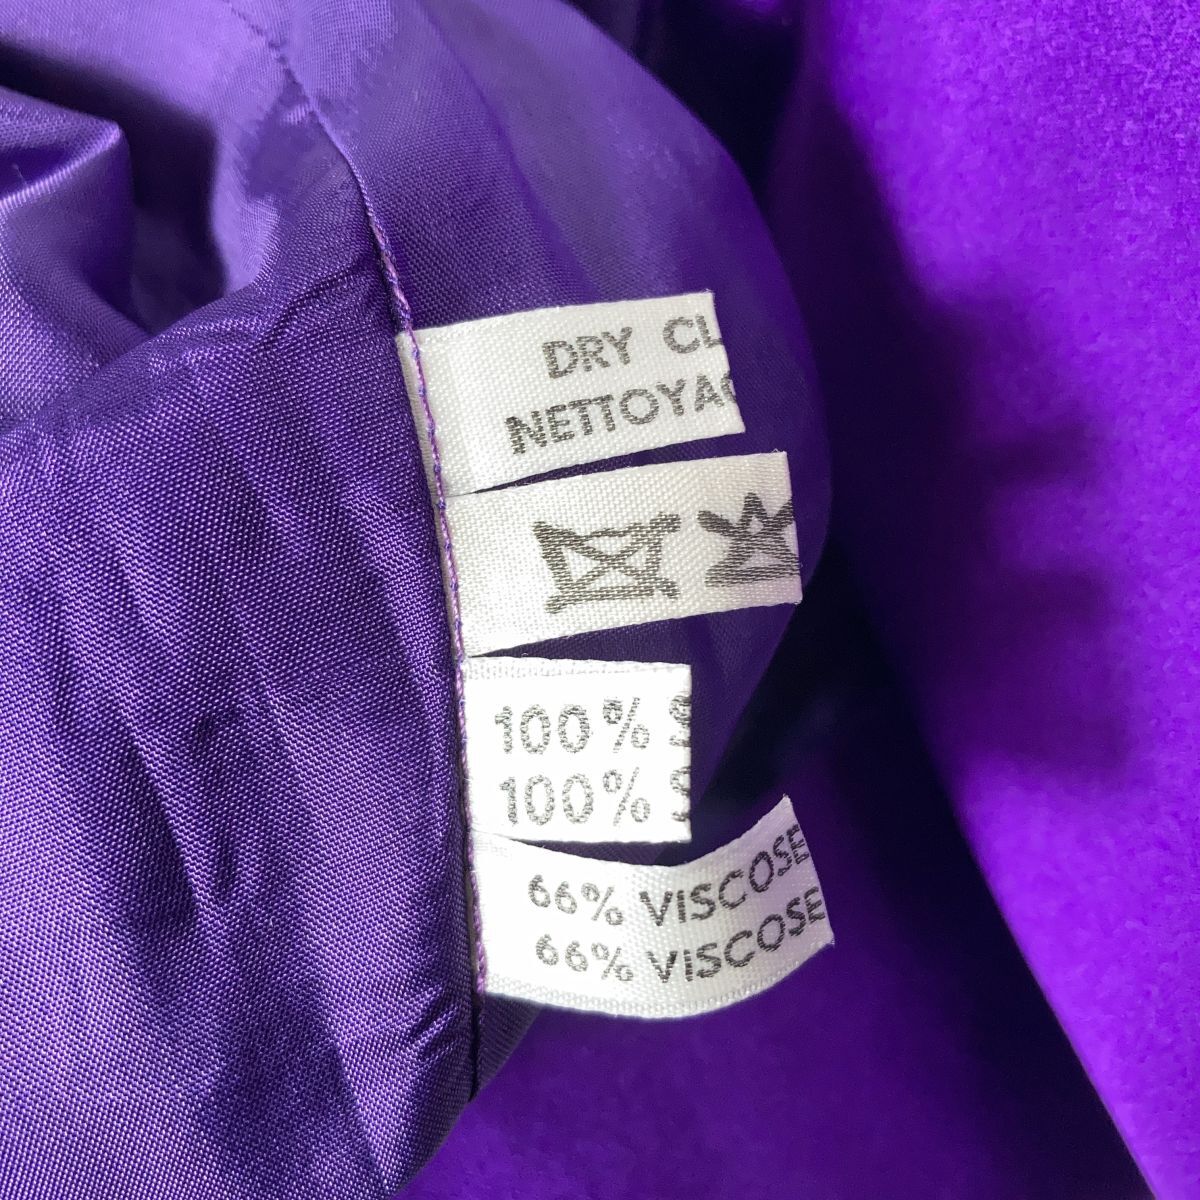 DRY CL
NETTOYAG
100%
100%
66% VISCOSE
66% VISCOSE